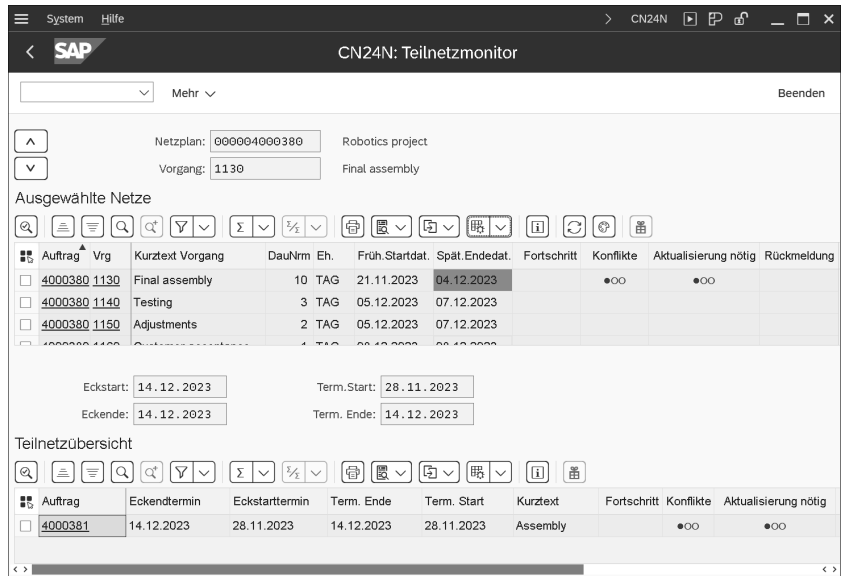 System Hilfe CN24N
SAP CN24N: Teilnetzmonitor
Mehr Beenden
Netzplan: 000004000380 Robotics project
Vorgang: 1130 Final assembly
Ausgewählte Netze
Auftrag Vrg Kurztext Vorgang DauNrm Eh. Früh.Startdat. Spät.Endedat. Fortschritt Konflikte Aktualisierung nötig Rückmeldung
4000380 1130 Final assembly 10 TAG 21.11.2023 04.12.2023
4000380 1140 Testing 3 TAG 05.12.2023 07.12.2023
4000380 1150 Adjustments 2 TAG 05.12.2023 07.12.2023
Eckstart: 14.12.2023 Term.Start: 28.11.2023
Eckende: 14.12.2023 Term. Ende: 14.12.2023
Teilnetzübersicht
Auftrag Eckendtermin Eckstarttermin Term. Ende Term. Start Kurztext Fortschritt Konflikte Aktualisierung nötig
4000381 14.12.2023 28.11.2023 14.12.2023 28.11.2023 Assembly